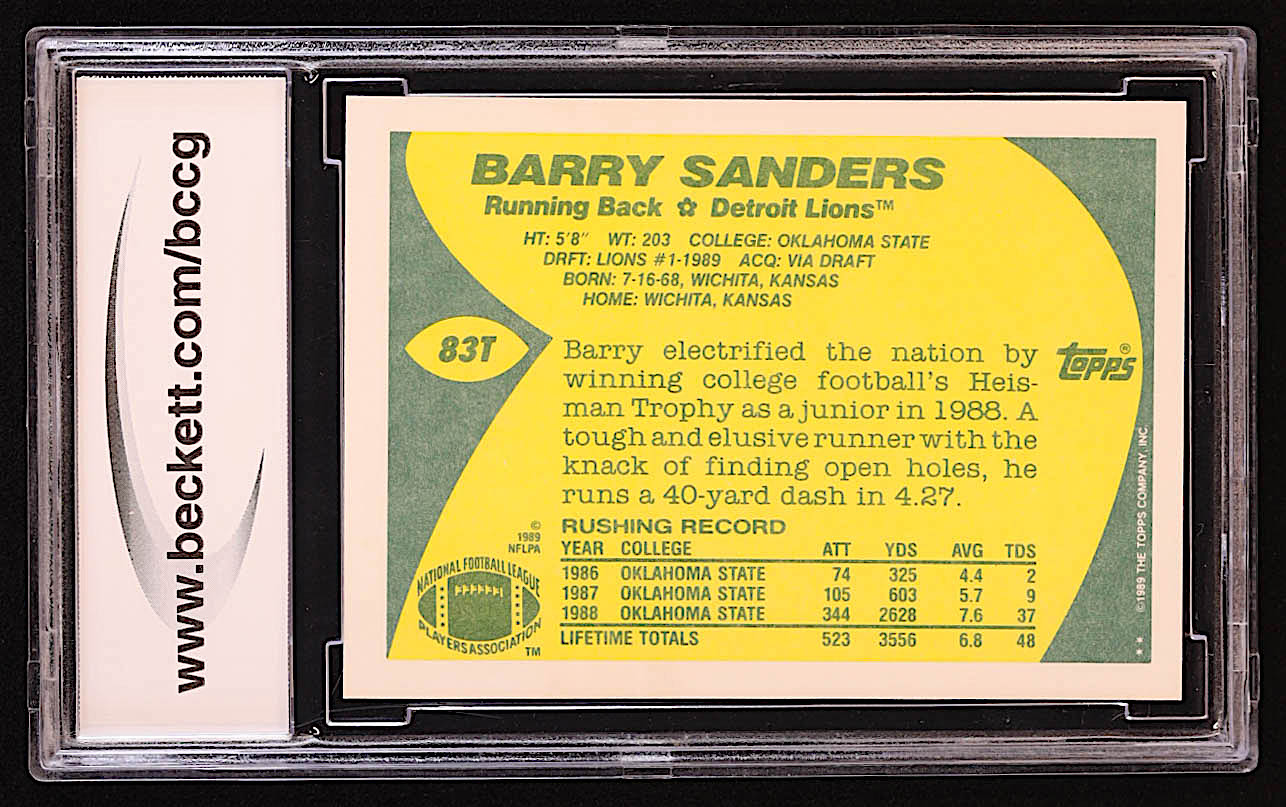 www.beckett.com/bccg
BARRY SANDERS
Running Back ✿ Detroit Lions™
HT: 5'8" WT: 203 COLLEGE: OKLAHOMA STATE
DRFT: LIONS #1-1989 ACQ: VIA DRAFT
BORN: 7-16-68, WICHITA, KANSAS
HOME: WICHITA, KANSAS
83T
Barry electrified the nation by
winning college football's Heis-
man Trophy as a junior in 1988. A
tough and elusive runner with the
knack of finding open holes, he
runs a 40-yard dash in 4.27.
TOPPS®
RUSHING RECORD
YEAR COLLEGE ATT YDS AVG TDS
1986 OKLAHOMA STATE 74 325 4.4 2
1987 OKLAHOMA STATE 105 603 5.7 9
1988 OKLAHOMA STATE 344 2628 7.6 37
LIFETIME TOTALS 523 3556 6.8 48
©
1989
NFLPA
NATIONAL FOOTBALL LEAGUE
PLAYERS ASSOCIATION
TM
©1989 THE TOPPS COMPANY, INC.
**